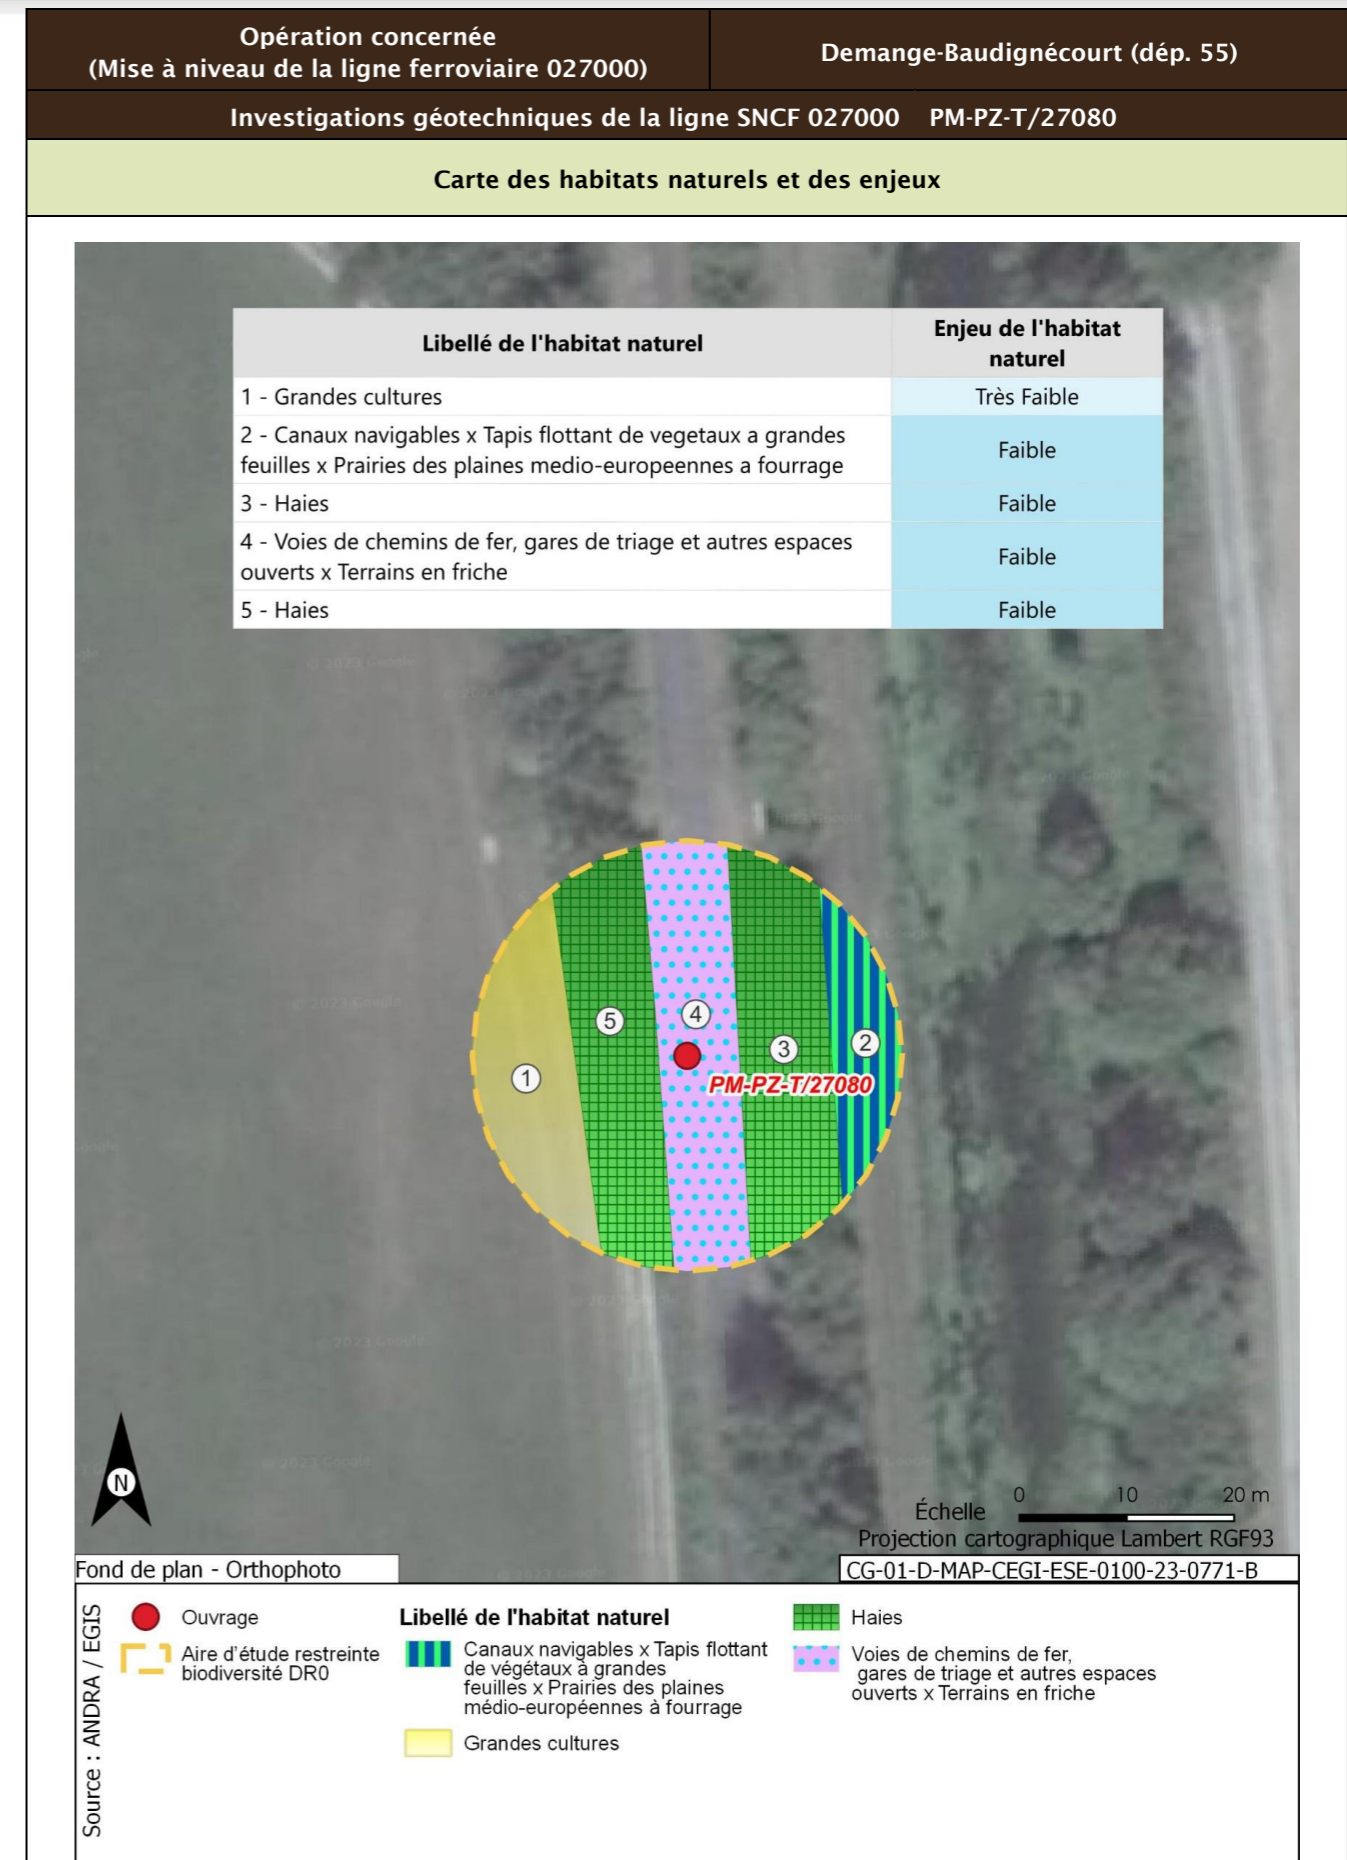 Opération concernée
(Mise à niveau de la ligne ferroviaire 027000)
Demange-Baudignécourt (dép. 55)
Investigations géotechniques de la ligne SNCF 027000 PM-PZ-T/27080
Carte des habitats naturels et des enjeux
Libellé de l'habitat naturel
Enjeu de l'habitat
naturel
1 - Grandes cultures
Très Faible
2 - Canaux navigables x Tapis flottant de vegetaux a grandes
feuilles x Prairies des plaines medio-europeennes a fourrage
Faible
3 - Haies
Faible
4 - Voies de chemins de fer, gares de triage et autres espaces
ouverts x Terrains en friche
Faible
5 - Haies
Faible
© 2023 Google
5
4
3
2
1
PM-PZ-T/27080
N
Échelle
0 10 20 m
Projection cartographique Lambert RGF93
Fond de plan - Orthophoto
CG-01-D-MAP-CEGI-ESE-0100-23-0771-B
Source : ANDRA / EGIS
Ouvrage
Aire d'étude restreinte
biodiversité DR0
Libellé de l'habitat naturel
Canaux navigables x Tapis flottant
de végétaux à grandes
feuilles x Prairies des plaines
médio-européennes à fourrage
Grandes cultures
Haies
Voies de chemins de fer,
gares de triage et autres espaces
ouverts x Terrains en friche